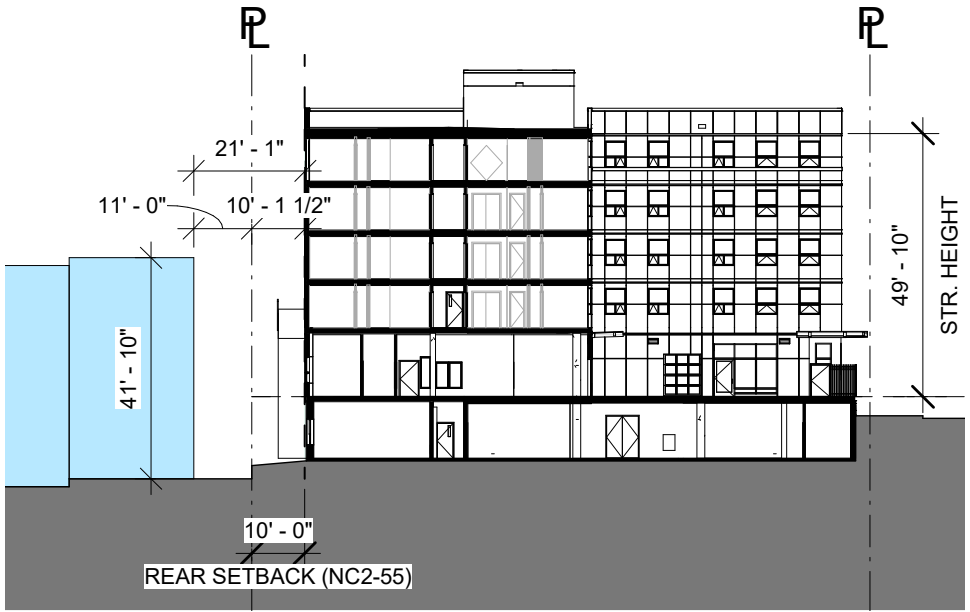 PL PL
21' - 1"
11' - 0" 10' - 1 1/2"
49' - 10"
STR. HEIGHT
41' - 10"
10' - 0"
REAR SETBACK (NC2-55)